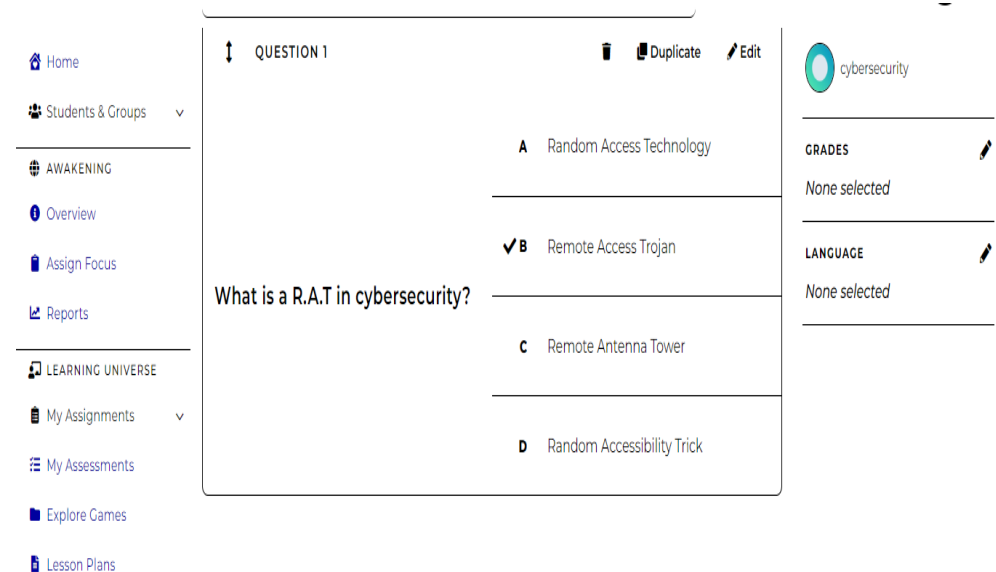 Home
Students & Groups
AWAKENING
Overview
Assign Focus
Reports
LEARNING UNIVERSE
My Assignments
My Assessments
Explore Games
Lesson Plans
QUESTION 1
Duplicate
Edit
What is a R.A.T in cybersecurity?
A Random Access Technology
B Remote Access Trojan
C Remote Antenna Tower
D Random Accessibility Trick
cybersecurity
GRADES
None selected
LANGUAGE
None selected